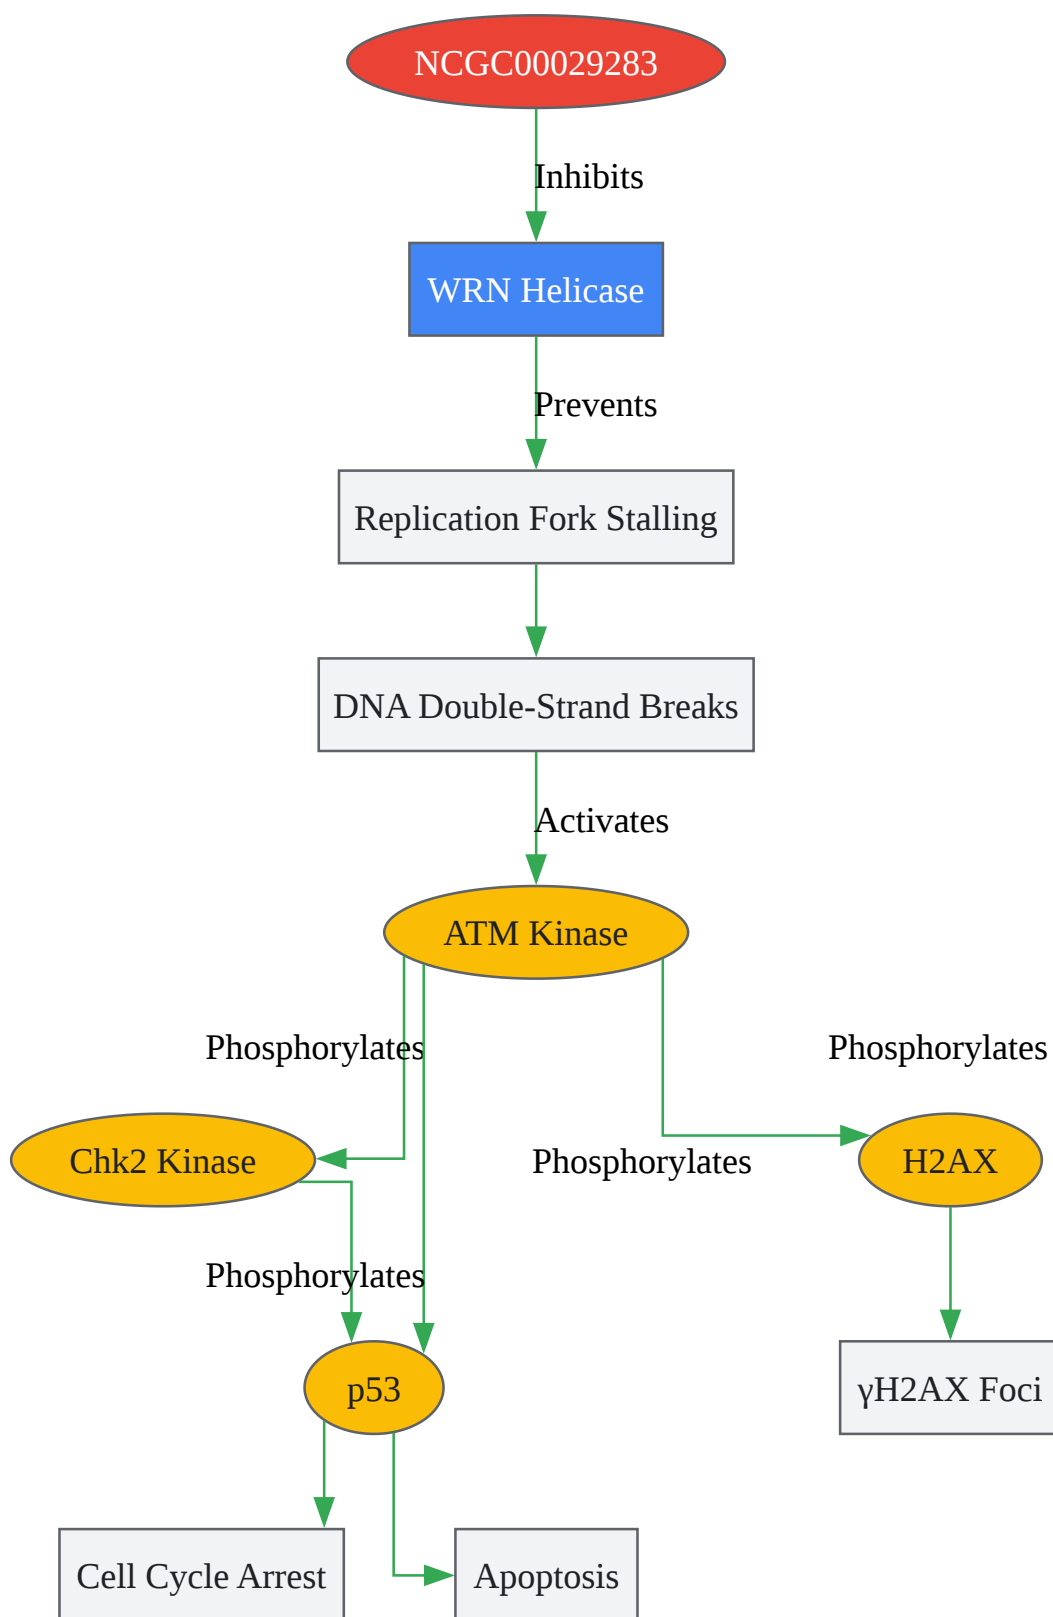 NCGC00029283
Inhibits
WRN Helicase
Prevents
Replication Fork Stalling
DNA Double-Strand Breaks
Activates
ATM Kinase
Phosphorylates
Phosphorylates
Chk2 Kinase
Phosphorylates
H2AX
Phosphorylates
p53
γH2AX Foci
Cell Cycle Arrest
Apoptosis